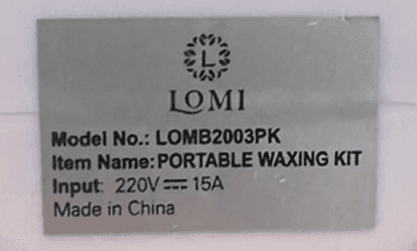 L
LOMI
Model No.: LOMB2003PK
Item Name: PORTABLE WAXING KIT
Input: 220V⎓15A
Made in China